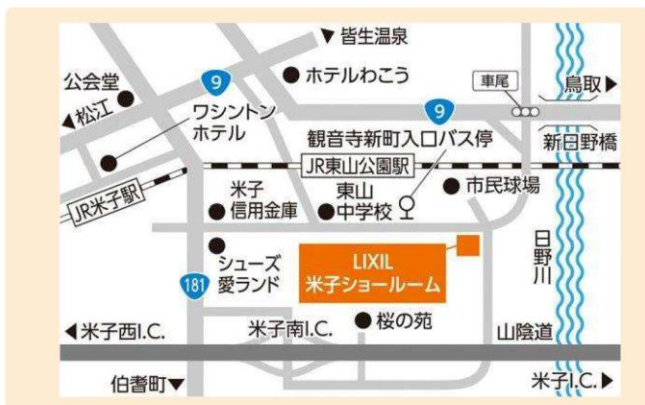 皆生温泉
公会堂
9
ホテルわこう
車尾
鳥取
松江
ワシントン
ホテル
9
観音寺新町入口バス停
新日野橋
JR東山公園駅
JR米子駅
米子
信用金庫
東山
中学校
市民球場
シューズ
愛ランド
LIXIL
米子ショールーム
日野川
181
米子西I.C.
米子南I.C.
桜の苑
山陰道
伯耆町
米子I.C.